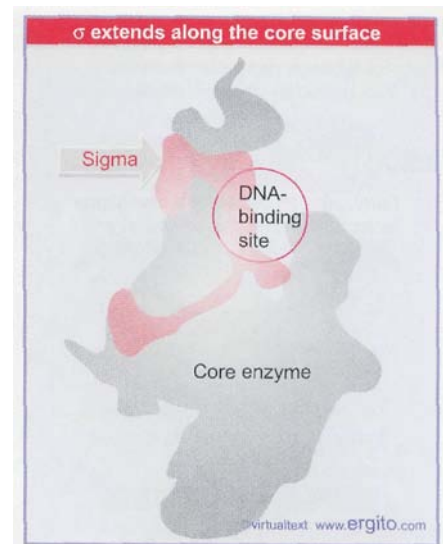 σ extends along the core surface
Sigma
DNA-
binding
site
Core enzyme
©virtualtext www.ergito.com